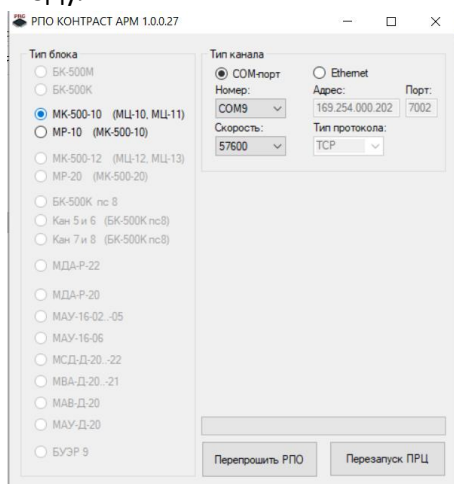 РПО КОНТРАСТ АРМ 1.0.0.27
Тип блока
БК-500М
БК-500К
МК-500-10 (МЦ-10, МЦ-11)
МР-10 (МК-500-10)
МК-500-12 (МЦ-12, МЦ-13)
МР-20 (МК-500-20)
БК-500К пс 8
Кан 5 и 6 (БК-500К пс8)
Кан 7 и 8 (БК-500К пс8)
МДА-Р-22
МДА-Р-20
МАУ-16-02..-05
МАУ-16-06
МСД-Д-20..-22
МВА-Д-20..-21
МАВ-Д-20
МАУ-Д-20
БУЭР 9
Тип канала
COM-порт Ethernet
Номер: Адрес: Порт:
COM9 169.254.000.202 7002
Скорость: Тип протокола:
57600 TCP
Перепрошить РПО Перезапуск ПРЦ